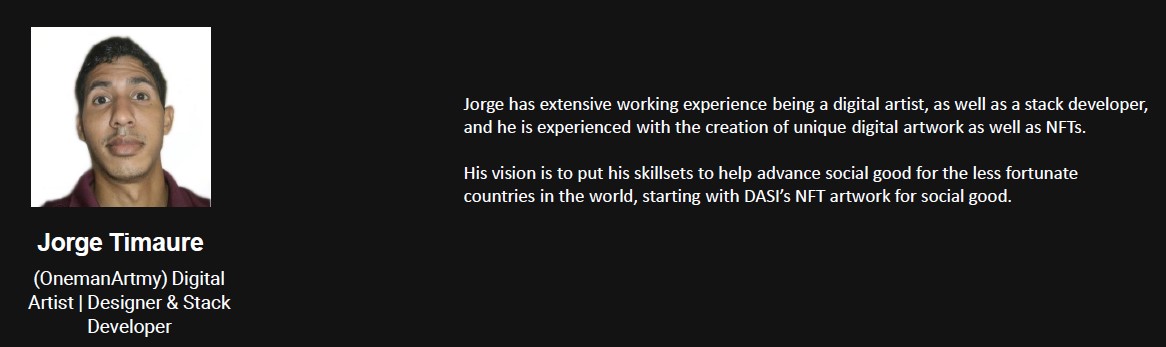 Jorge has extensive working experience being a digital artist, as well as a stack developer,
and he is experienced with the creation of unique digital artwork as well as NFTs.
His vision is to put his skillsets to help advance social good for the less fortunate
countries in the world, starting with DASI’s NFT artwork for social good.
Jorge Timaure
(OnemanArtmy) Digital
Artist | Designer & Stack
Developer